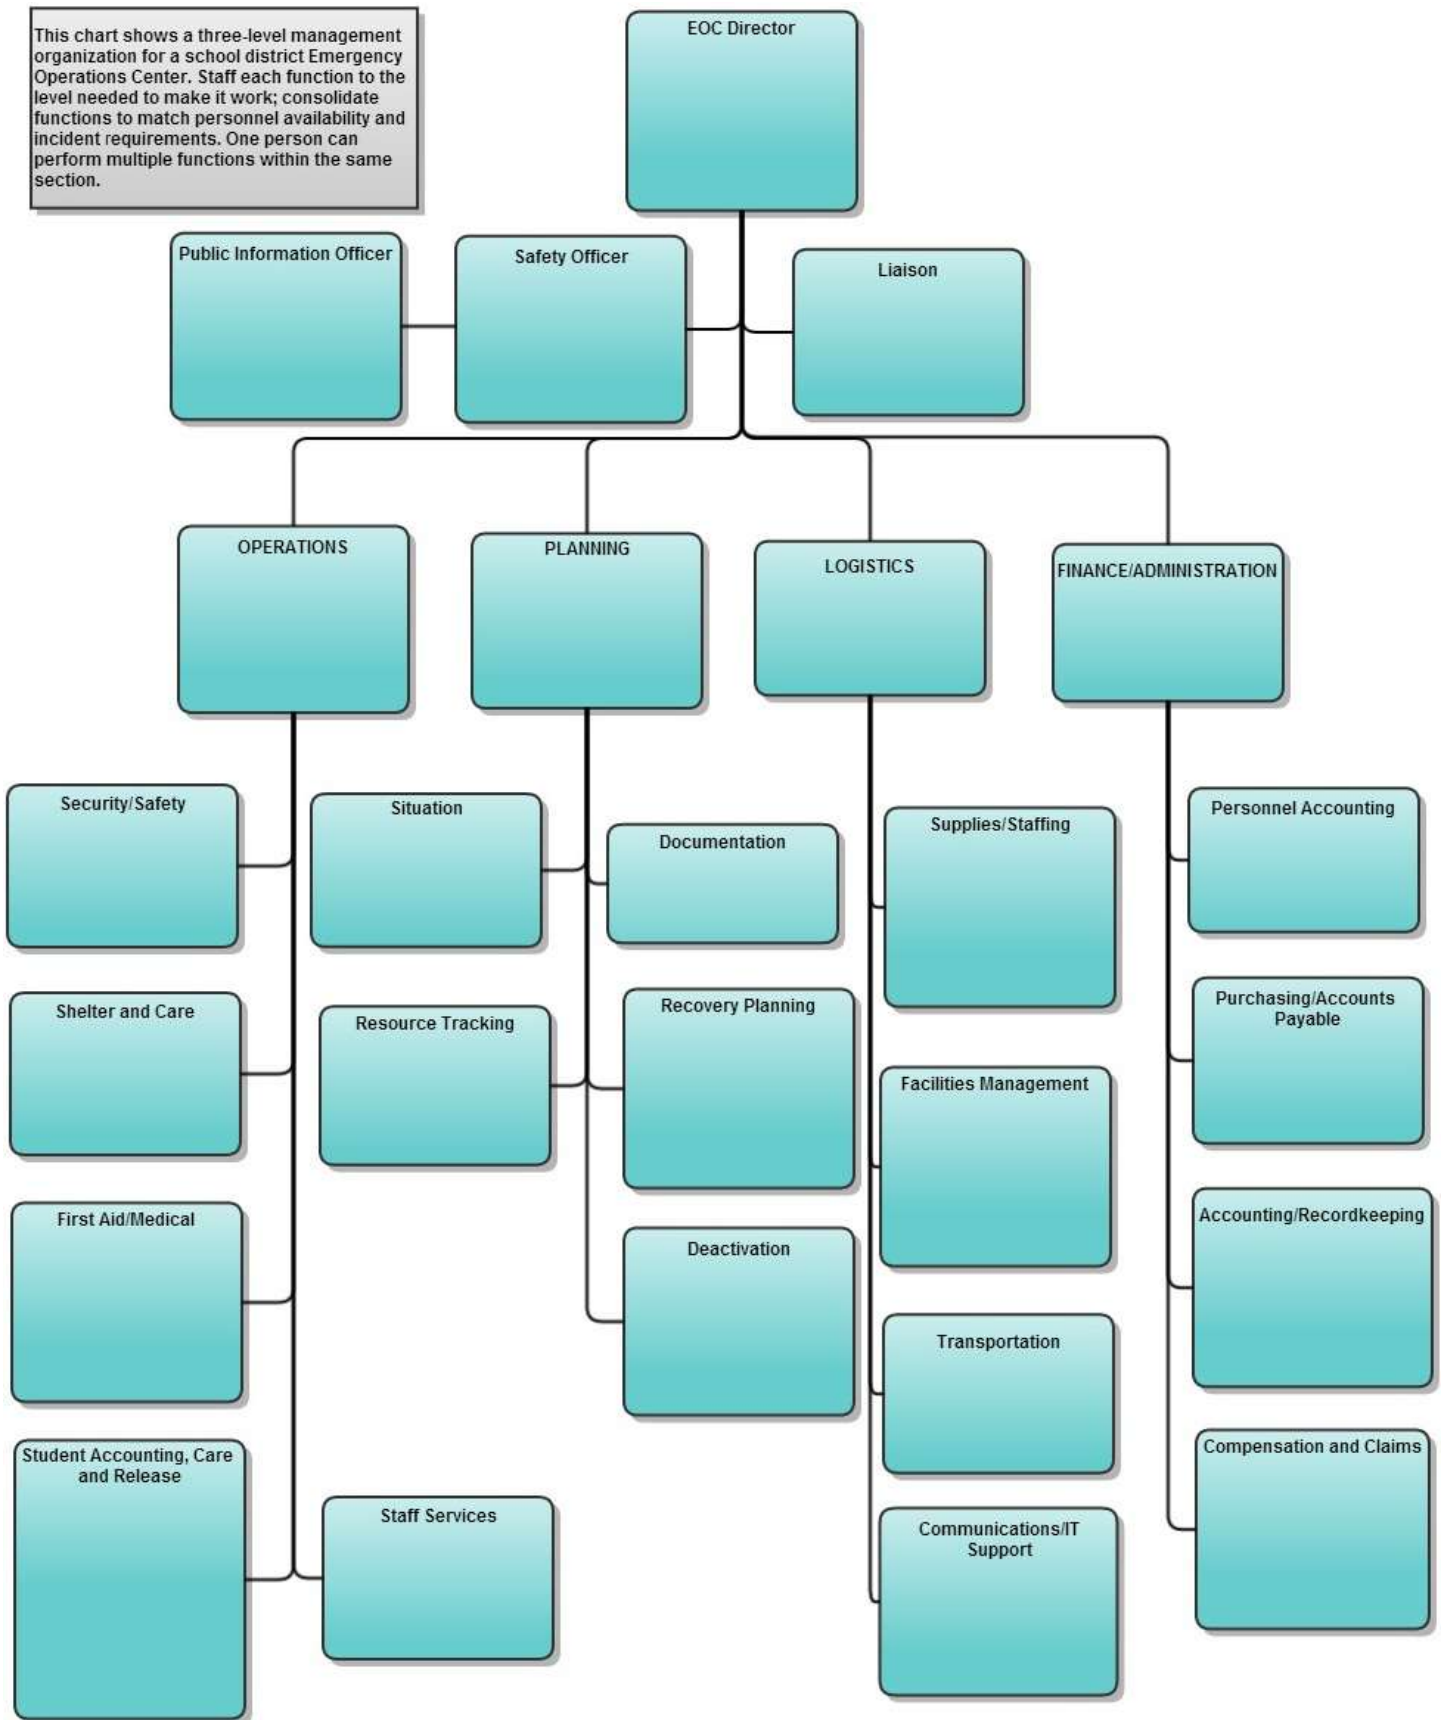 This chart shows a three-level management
organization for a school district Emergency
Operations Center. Staff each function to the
level needed to make it work; consolidate
functions to match personnel availability and
incident requirements. One person can
perform multiple functions within the same
section.
EOC Director
Public Information Officer
Safety Officer
Liaison
OPERATIONS
PLANNING
LOGISTICS
FINANCE/ADMINISTRATION
Security/Safety
Shelter and Care
First Aid/Medical
Student Accounting, Care
and Release
Staff Services
Situation
Documentation
Resource Tracking
Recovery Planning
Deactivation
Supplies/Staffing
Facilities Management
Transportation
Communications/IT
Support
Personnel Accounting
Purchasing/Accounts
Payable
Accounting/Recordkeeping
Compensation and Claims